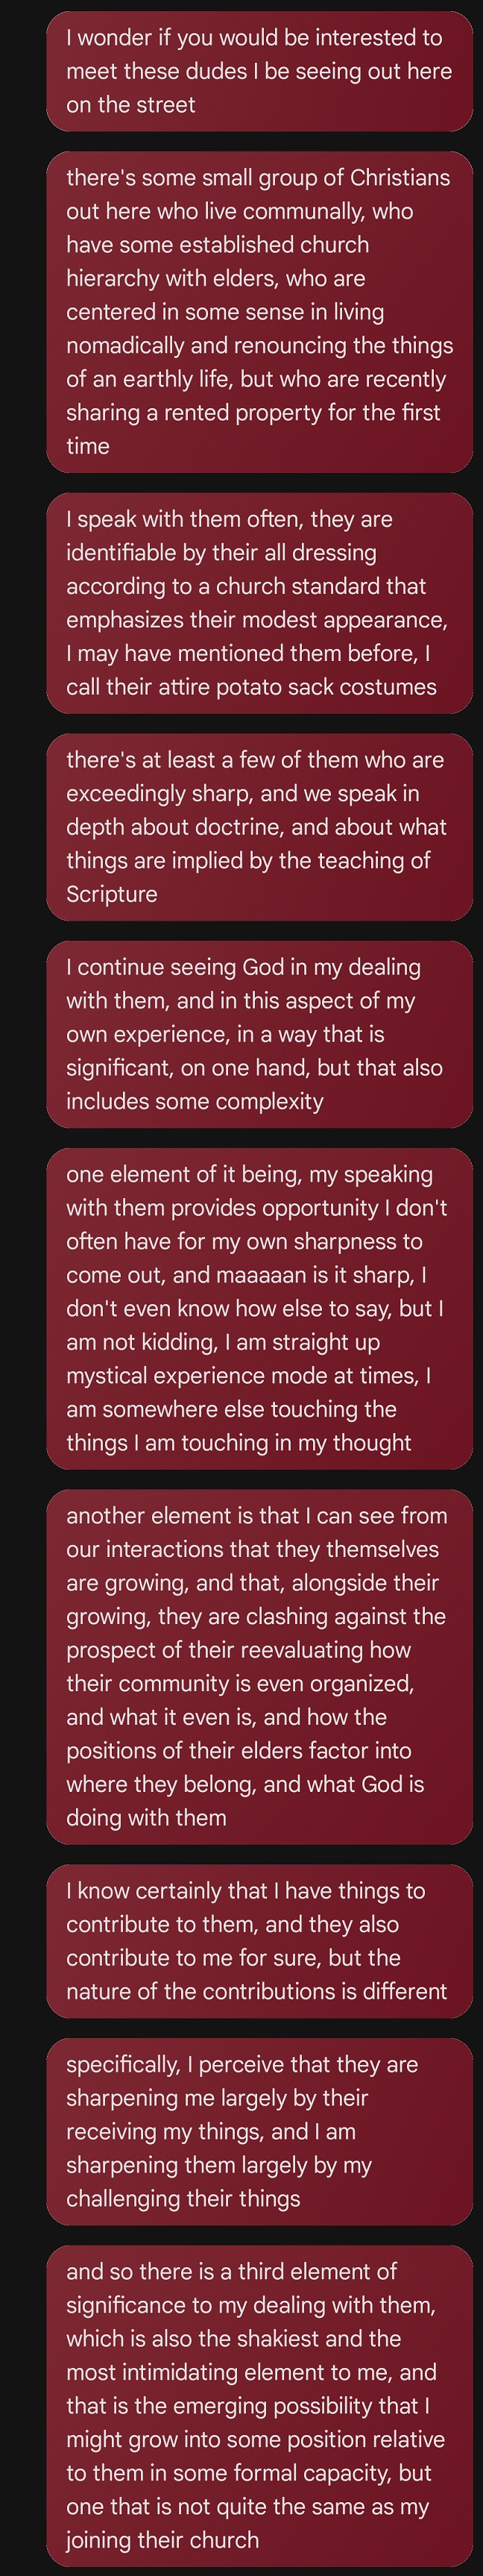 I wonder if you would be interested to
meet these dudes I be seeing out here
on the street
there's some small group of Christians
out here who live communally, who
have some established church
hierarchy with elders, who are
centered in some sense in living
nomadically and renouncing the things
of an earthly life, but who are recently
sharing a rented property for the first
time
I speak with them often, they are
identifiable by their all dressing
according to a church standard that
emphasizes their modest appearance,
I may have mentioned them before, I
call their attire potato sack costumes
there's at least a few of them who are
exceedingly sharp, and we speak in
depth about doctrine, and about what
things are implied by the teaching of
Scripture
I continue seeing God in my dealing
with them, and in this aspect of my
own experience, in a way that is
significant, on one hand, but that also
includes some complexity
one element of it being, my speaking
with them provides opportunity I don't
often have for my own sharpness to
come out, and maaaaan is it sharp, I
don't even know how else to say, but I
am not kidding, I am straight up
mystical experience mode at times, I
am somewhere else touching the
things I am touching in my thought
another element is that I can see from
our interactions that they themselves
are growing, and that, alongside their
growing, they are clashing against the
prospect of their reevaluating how
their community is even organized,
and what it even is, and how the
positions of their elders factor into
where they belong, and what God is
doing with them
I know certainly that I have things to
contribute to them, and they also
contribute to me for sure, but the
nature of the contributions is different
specifically, I perceive that they are
sharpening me largely by their
receiving my things, and I am
sharpening them largely by my
challenging their things
and so there is a third element of
significance to my dealing with them,
which is also the shakiest and the
most intimidating element to me, and
that is the emerging possibility that I
might grow into some position relative
to them in some formal capacity, but
one that is not quite the same as my
joining their church